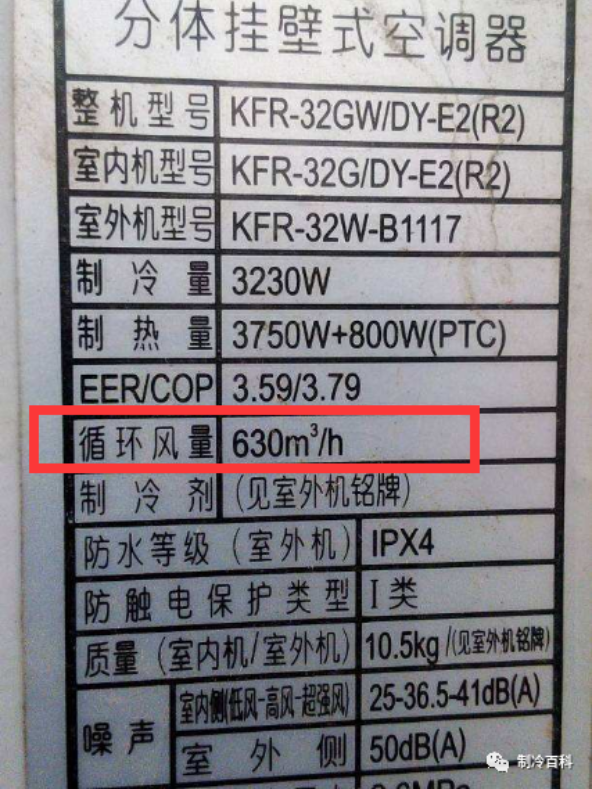 分体挂壁式空调器
整机型号 KFR-32GW/DY-E2(R2)
室内机型号 KFR-32G/DY-E2(R2)
室外机型号 KFR-32W-B1117
制冷量 3230W
制热量 3750W+800W(PTC)
EER/COP 3.59/3.79
循环风量 630m³/h
制冷剂 (见室外机铭牌)
防水等级(室外机) IPX4
防触电保护类型 I类
质量(室内机/室外机) 10.5kg/(见室外机铭牌)
噪声 室内侧(低风-高风-超强风) 25-36.5-41dB(A)
室外侧 50dB(A)
制冷百科